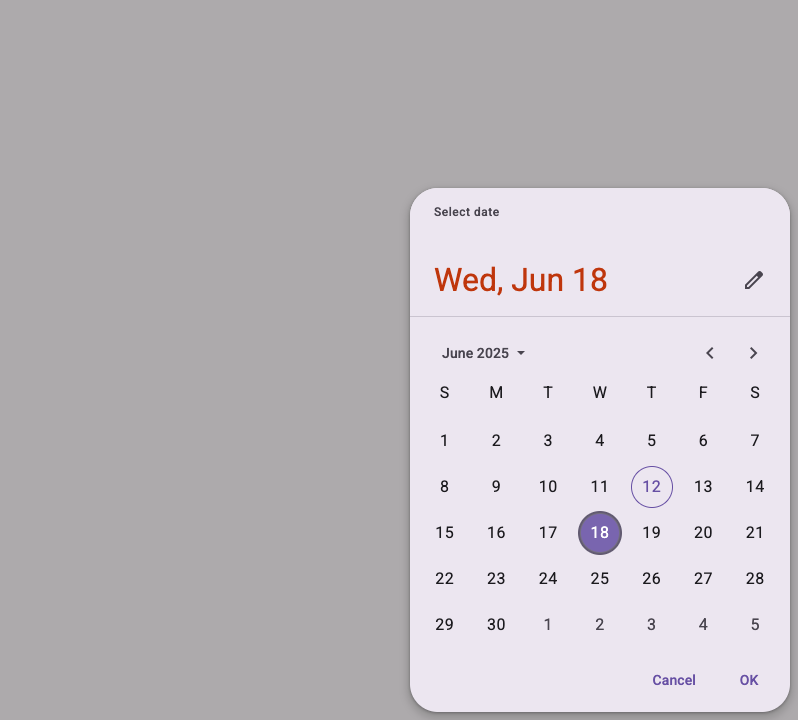 Select date
Wed, Jun 18
June 2025
S M T W T F S
1 2 3 4 5 6 7
8 9 10 11 12 13 14
15 16 17 18 19 20 21
22 23 24 25 26 27 28
29 30 1 2 3 4 5
Cancel OK